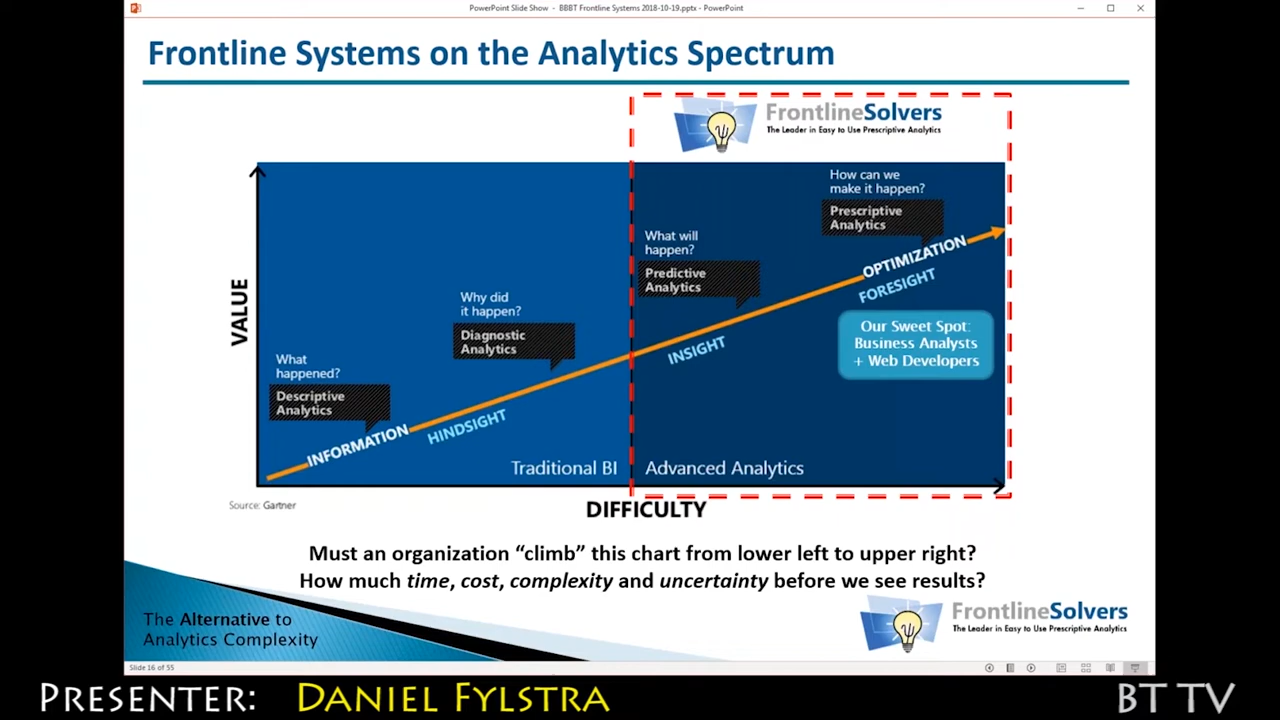 PowerPoint Slide Show - BBBT Frontline Systems 2018-10-19.pptx - PowerPoint
Frontline Systems on the Analytics Spectrum
FrontlineSolvers
The Leader in Easy to Use Prescriptive Analytics
How can we
make it happen?
Prescriptive
Analytics
What will
happen?
Predictive
Analytics
OPTIMIZATION
FORESIGHT
Why did
it happen?
Diagnostic
Analytics
Our Sweet Spot:
Business Analysts
+ Web Developers
INSIGHT
What
happened?
Descriptive
Analytics
INFORMATION
HINDSIGHT
VALUE
Traditional BI
Advanced Analytics
Source: Gartner
DIFFICULTY
Must an organization “climb” this chart from lower left to upper right?
How much time, cost, complexity and uncertainty before we see results?
The Alternative to
Analytics Complexity
FrontlineSolvers
The Leader in Easy to Use Prescriptive Analytics
Slide 16 of 55
PRESENTER: DANIEL FYLSTRA
BT TV